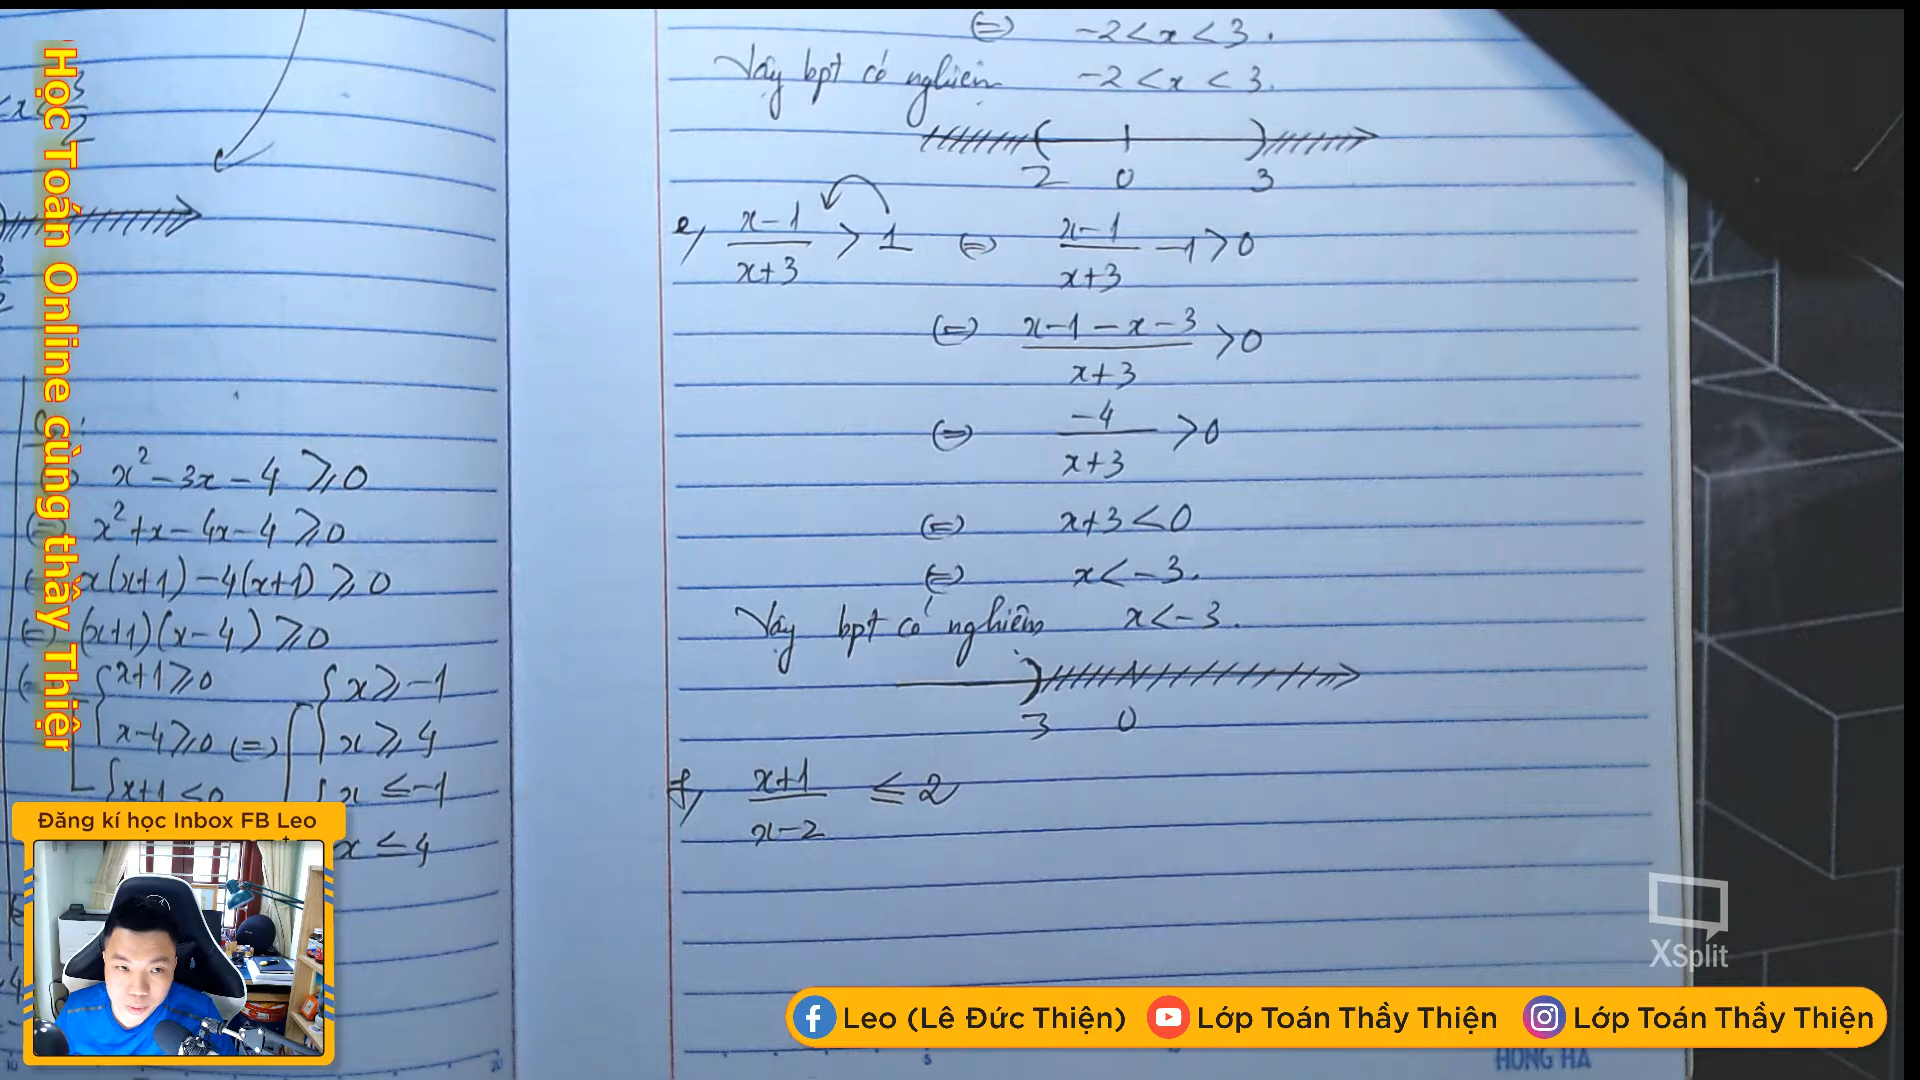 Học Toán Online cùng thầy Thiện
x² - 3x - 4 ⩾ 0
x² + x - 4x - 4 ⩾ 0
x(x+1) - 4(x+1) ⩾ 0
(x+1)(x-4) ⩾ 0
x+1 ⩾ 0 x ⩾ -1
x-4 ⩾ 0 (=) x ⩾ 4
x+1 ≤ 0 x ≤ -1
x ≤ 4
(=) -2 < x < 3.
Vậy bpt có nghiệm -2 < x < 3.
2 0 3
e, (x-1)/(x+3) > 1 (=) (x-1)/(x+3) - 1 > 0
(=) (x-1-x-3)/(x+3) > 0
(=) -4/(x+3) > 0
(=) x+3 < 0
(=) x < -3.
Vậy bpt có nghiệm x < -3.
3 0
f, (x+1)/(x-2) ≤ 2
Đăng kí học Inbox FB Leo
XSplit
Leo (Lê Đức Thiện) Lớp Toán Thầy Thiện Lớp Toán Thầy Thiện
HONG HA